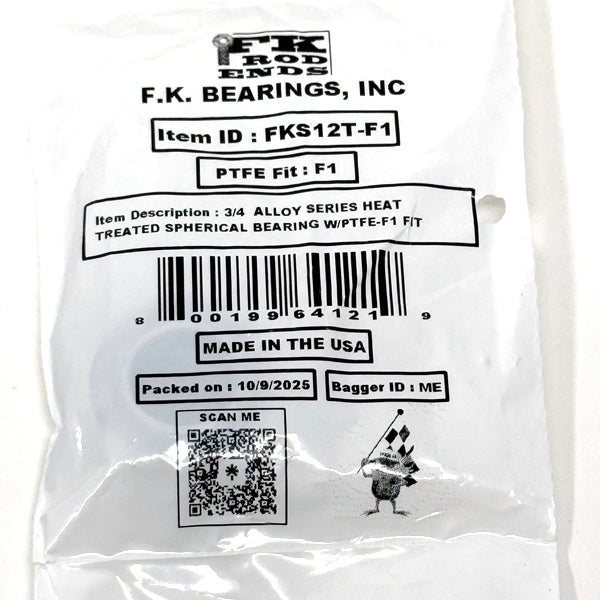 FK
ROD
ENDS
F.K. BEARINGS, INC
Item ID : FKS12T-F1
PTFE Fit : F1
Item Description : 3/4 ALLOY SERIES HEAT
TREATED SPHERICAL BEARING W/PTFE-F1 FIT
8 00199 64121 9
MADE IN THE USA
Packed on : 10/9/2025
Bagger ID : ME
SCAN ME